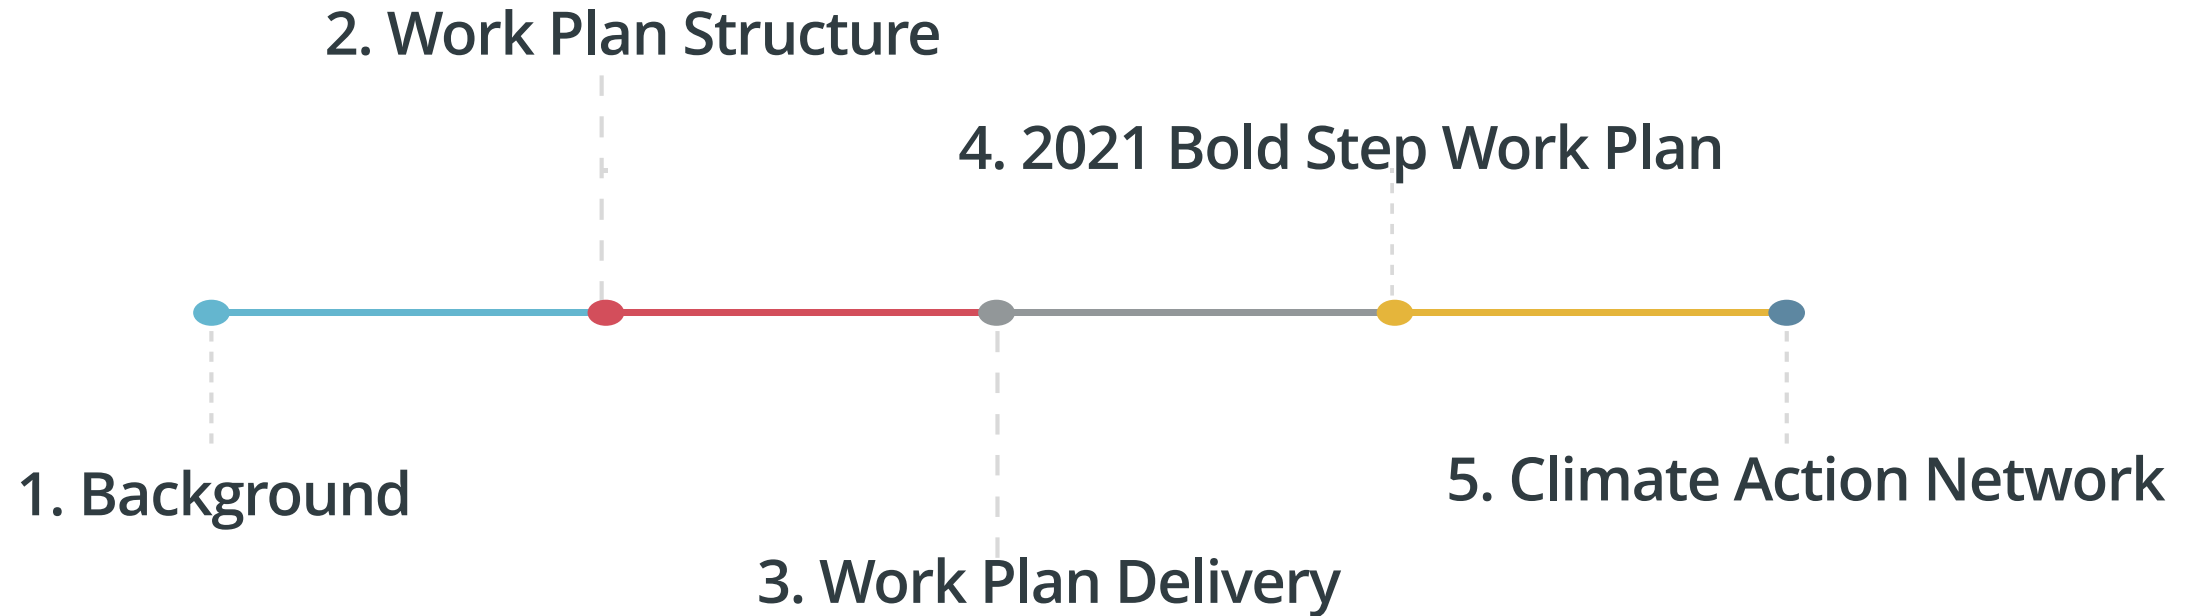 1. Background
2. Work Plan Structure
3. Work Plan Delivery
4. 2021 Bold Step Work Plan
5. Climate Action Network